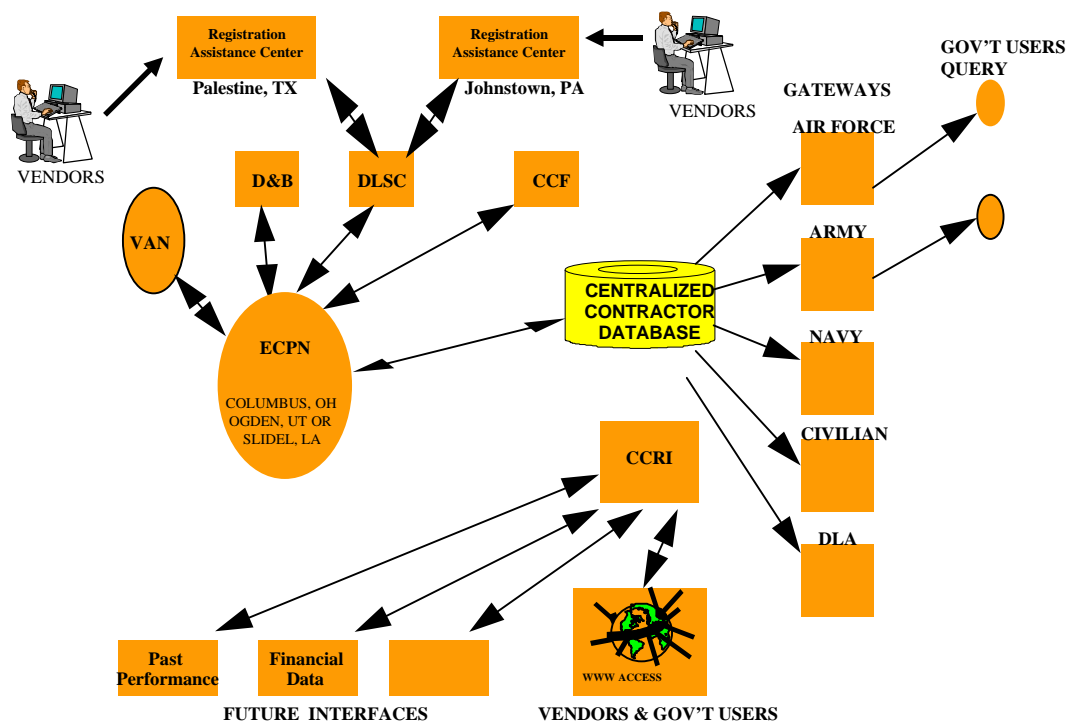 Registration
Assistance Center
Palestine, TX
Registration
Assistance Center
Johnstown, PA
VENDORS
VENDORS
GOV'T USERS
QUERY
GATEWAYS
AIR FORCE
D&B
DLSC
CCF
VAN
ARMY
CENTRALIZED
CONTRACTOR
DATABASE
NAVY
ECPN
COLUMBUS, OH
OGDEN, UT OR
SLIDEL, LA
CIVILIAN
CCRI
DLA
Past
Performance
Financial
Data
WWW ACCESS
FUTURE INTERFACES
VENDORS & GOV'T USERS